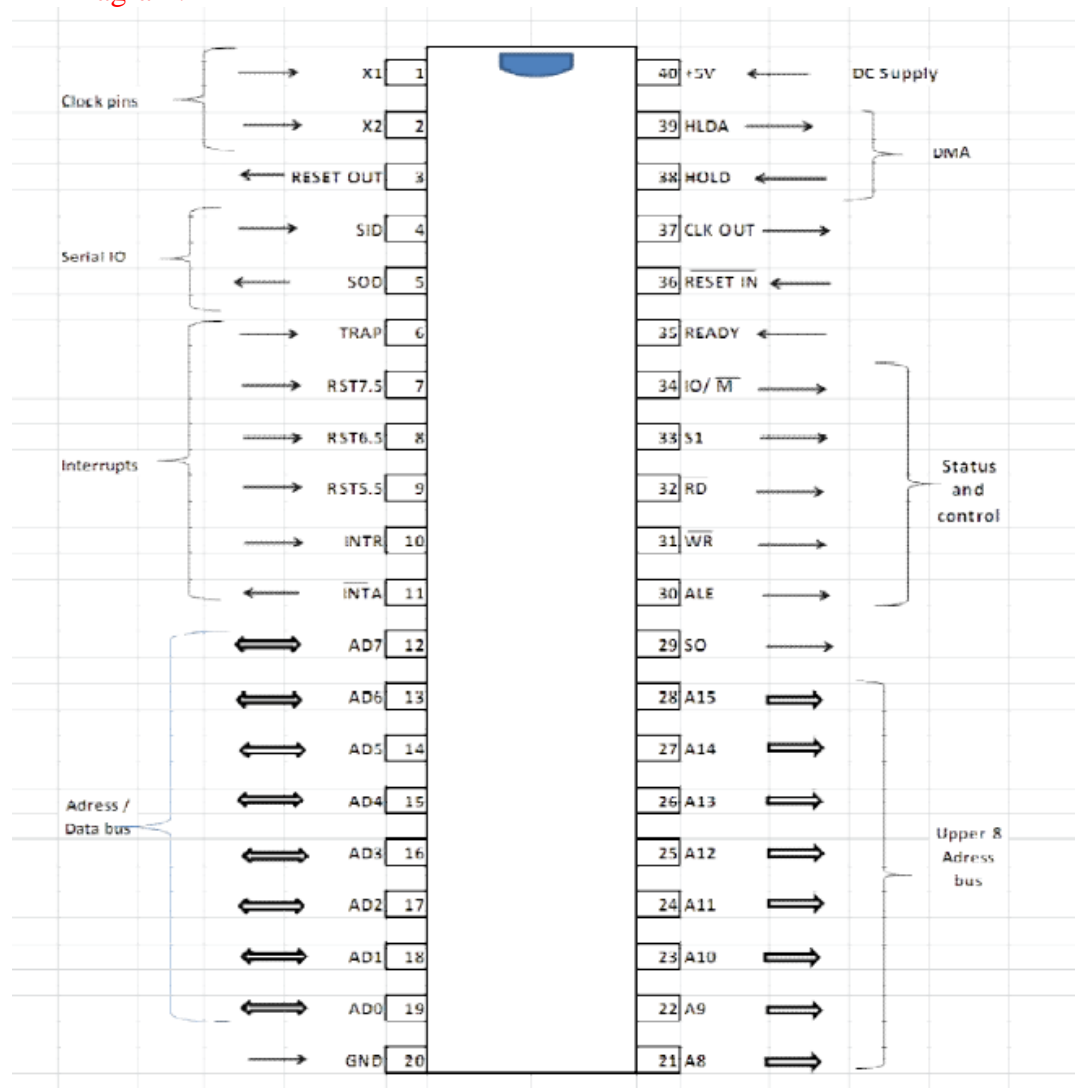 Clock pins
X1 1
X2 2
RESET OUT 3
Serial IO
SID 4
SOD 5
Interrupts
TRAP 6
RST7.5 7
RST6.5 8
RST5.5 9
INTR 10
INTA 11
Adress /
Data bus
AD7 12
AD6 13
AD5 14
AD4 15
AD3 16
AD2 17
AD1 18
AD0 19
GND 20
40 +5V
DC Supply
39 HLDA
38 HOLD
DMA
37 CLK OUT
36 RESET IN
35 READY
34 IO/ M
33 S1
32 RD
31 WR
30 ALE
Status
and
control
29 SO
28 A15
27 A14
26 A13
25 A12
24 A11
23 A10
22 A9
21 A8
Upper 8
Adress
bus